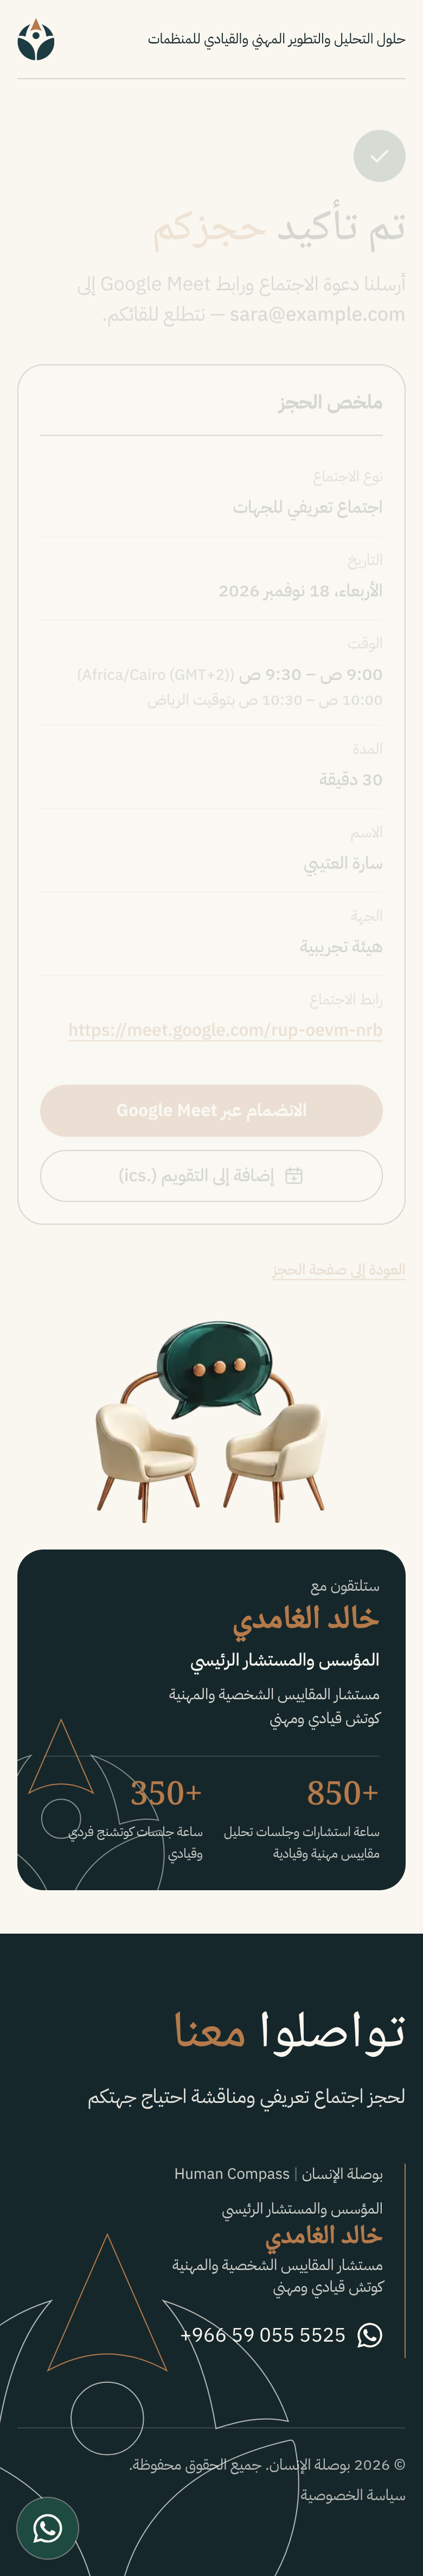 حلول التحليل والتطوير المهني والقيادي للمنظمات
تم تأكيد حجزكم
أرسلنا دعوة الاجتماع ورابط Google Meet إلى
sara@example.com — نتطلع للقائكم.
ملخص الحجز
نوع الاجتماع
اجتماع تعريفي للجهات
التاريخ
الأربعاء، 18 نوفمبر 2026
الوقت
9:00 ص – 9:30 ص (Africa/Cairo (GMT+2))
10:00 ص – 10:30 ص بتوقيت الرياض
المدة
30 دقيقة
الاسم
سارة العتيبي
الجهة
هيئة تجريبية
رابط الاجتماع
https://meet.google.com/rup-oevm-nrb
الانضمام عبر Google Meet
إضافة إلى التقويم (.ics)
العودة إلى صفحة الحجز
ستلتقون مع
خالد الغامدي
المؤسس والمستشار الرئيسي
مستشار المقاييس الشخصية والمهنية
كوتش قيادي ومهني
850+
ساعة استشارات وجلسات تحليل
مقاييس مهنية وقيادية
350+
ساعة جلسات كوتشنج فردي
وقيادي
تواصلوا معنا
لحجز اجتماع تعريفي ومناقشة احتياج جهتكم
بوصلة الإنسان | Human Compass
المؤسس والمستشار الرئيسي
خالد الغامدي
مستشار المقاييس الشخصية والمهنية
كوتش قيادي ومهني
+966 59 055 5525
© 2026 بوصلة الإنسان. جميع الحقوق محفوظة.
سياسة الخصوصية